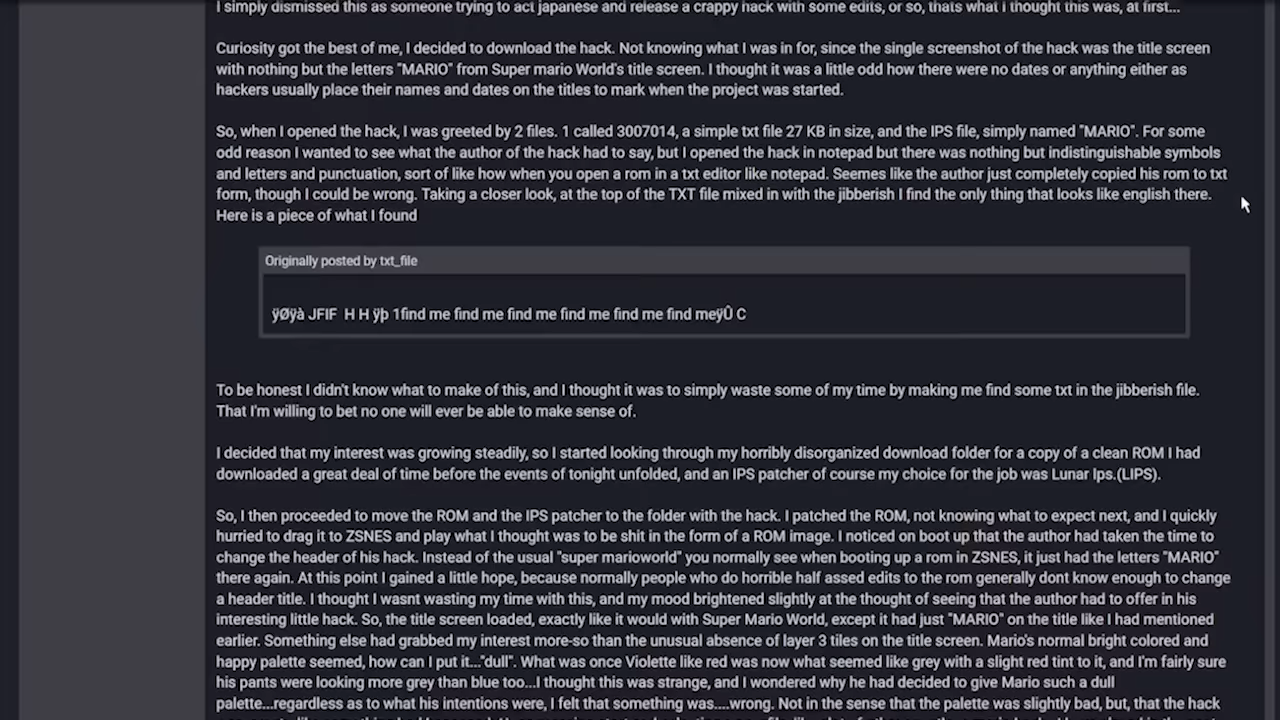 I simply dismissed this as someone trying to act japanese and release a crappy hack with some edits, or so, thats what i thought this was, at first...
Curiosity got the best of me, I decided to download the hack. Not knowing what I was in for, since the single screenshot of the hack was the title screen
with nothing but the letters "MARIO" from Super mario World's title screen. I thought it was a little odd how there were no dates or anything either as
hackers usually place their names and dates on the titles to mark when the project was started.
So, when I opened the hack, I was greeted by 2 files. 1 called 3007014, a simple txt file 27 KB in size, and the IPS file, simply named "MARIO". For some
odd reason I wanted to see what the author of the hack had to say, but I opened the hack in notepad but there was nothing but indistinguishable symbols
and letters and punctuation, sort of like how when you open a rom in a txt editor like notepad. Seemes like the author just completely copied his rom to txt
form, though I could be wrong. Taking a closer look, at the top of the TXT file mixed in with the jibberish I find the only thing that looks like english there.
Here is a piece of what I found
Originally posted by txt_file
ÿØÿà JFIF H H ÿþ 1find me find me find me find me find me find meÿÛ C
To be honest I didn't know what to make of this, and I thought it was to simply waste some of my time by making me find some txt in the jibberish file.
That I'm willing to bet no one will ever be able to make sense of.
I decided that my interest was growing steadily, so I started looking through my horribly disorganized download folder for a copy of a clean ROM I had
downloaded a great deal of time before the events of tonight unfolded, and an IPS patcher of course my choice for the job was Lunar Ips.(LIPS).
So, I then proceeded to move the ROM and the IPS patcher to the folder with the hack. I patched the ROM, not knowing what to expect next, and I quickly
hurried to drag it to ZSNES and play what I thought was to be shit in the form of a ROM image. I noticed on boot up that the author had taken the time to
change the header of his hack. Instead of the usual "super marioworld" you normally see when booting up a rom in ZSNES, it just had the letters "MARIO"
there again. At this point I gained a little hope, because normally people who do horrible half assed edits to the rom generally dont know enough to change
a header title. I thought I wasnt wasting my time with this, and my mood brightened slightly at the thought of seeing that the author had to offer in his
interesting little hack. So, the title screen loaded, exactly like it would with Super Mario World, except it had just "MARIO" on the title like I had mentioned
earlier. Something else had grabbed my interest more-so than the unusual absence of layer 3 tiles on the title screen. Mario's normal bright colored and
happy palette seemed, how can I put it..."dull". What was once Violette like red was now what seemed like grey with a slight red tint to it, and I'm fairly sure
his pants were looking more grey than blue too...I thought this was strange, and I wondered why he had decided to give Mario such a dull
palette...regardless as to what his intentions were, I felt that something was....wrong. Not in the sense that the palette was slightly bad, but, that the hack